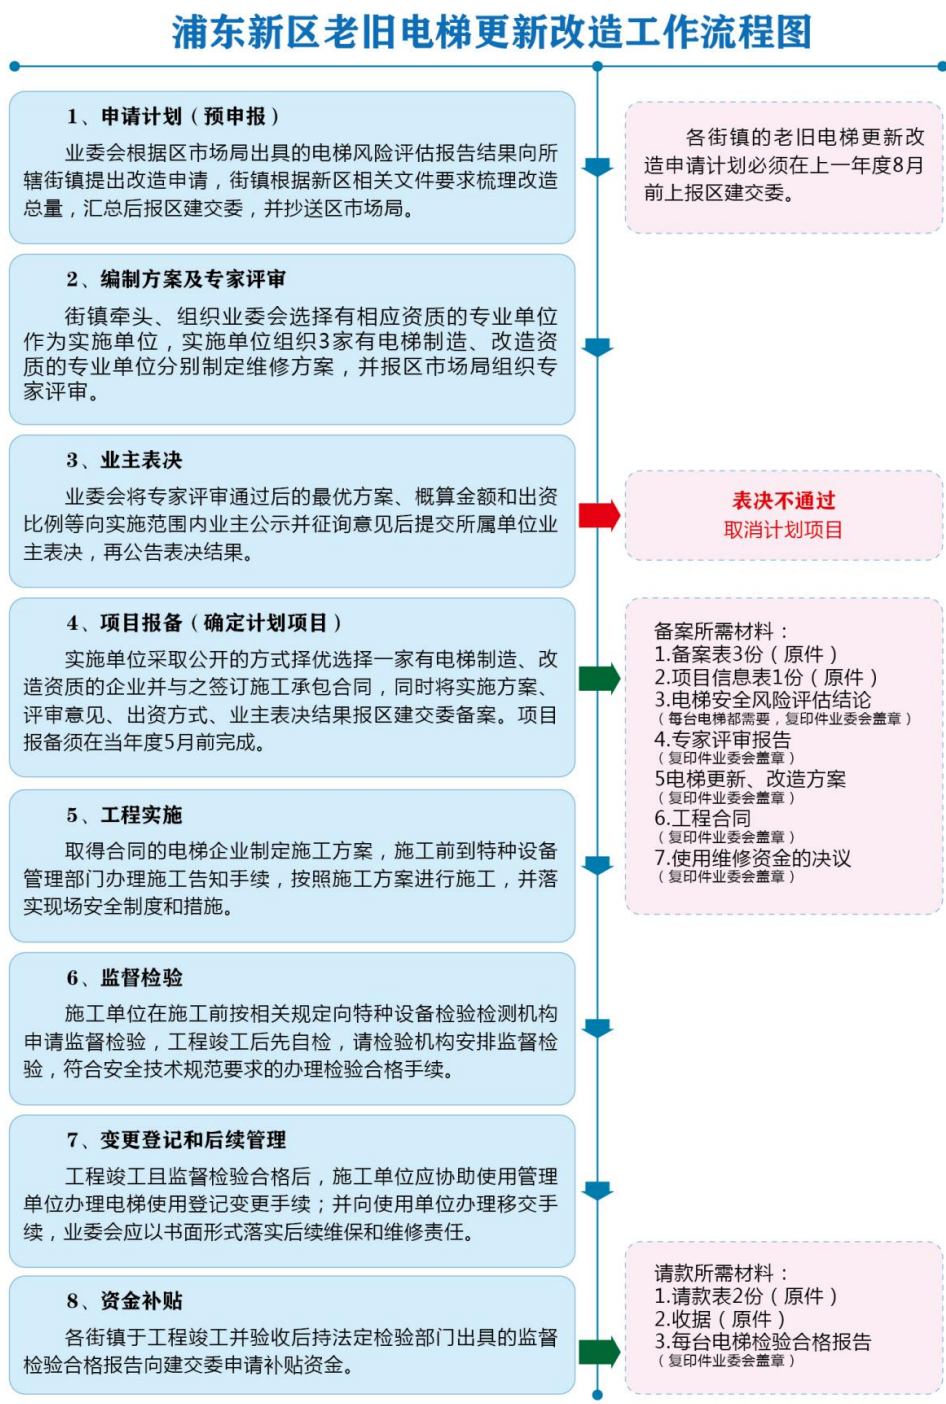 浦东新区老旧电梯更新改造工作流程图
1、申请计划（预申报）
业委会根据区市场局出具的电梯风险评估报告结果向所
辖街镇提出改造申请，街镇根据新区相关文件要求梳理改造
总量，汇总后报区建交委，并抄送区市场局。
各街镇的老旧电梯更新改
造申请计划必须在上一年度8月
前上报区建交委。
2、编制方案及专家评审
街镇牵头、组织业委会选择有相应资质的专业单位
作为实施单位，实施单位组织3家有电梯制造、改造资
质的专业单位分别制定维修方案，并报区市场局组织专
家评审。
3、业主表决
业委会将专家评审通过后的最优方案、概算金额和出资
比例等向实施范围内业主公示并征询意见后提交所属单位业
主表决，再公告表决结果。
表决不通过
取消计划项目
4、项目报备（确定计划项目）
实施单位采取公开的方式择优选择一家有电梯制造、改
造资质的企业并与之签订施工承包合同，同时将实施方案、
评审意见、出资方式、业主表决结果报区建交委备案。项目
报备须在当年度5月前完成。
备案所需材料：
1.备案表3份（原件）
2.项目信息表1份（原件）
3.电梯安全风险评估结论
（每台电梯都需要，复印件业委会盖章）
4.专家评审报告
（复印件业委会盖章）
5电梯更新、改造方案
（复印件业委会盖章）
6.工程合同
（复印件业委会盖章）
7.使用维修资金的决议
（复印件业委会盖章）
5、工程实施
取得合同的电梯企业制定施工方案，施工前到特种设备
管理部门办理施工告知手续，按照施工方案进行施工，并落
实现场安全制度和措施。
6、监督检验
施工单位在施工前按相关规定向特种设备检验检测机构
申请监督检验，工程竣工后先自检，请检验机构安排监督检
验，符合安全技术规范要求的办理检验合格手续。
7、变更登记和后续管理
工程竣工且监督检验合格后，施工单位应协助使用管理
单位办理电梯使用登记变更手续；并向使用单位办理移交手
续，业委会应以书面形式落实后续维保和维修责任。
8、资金补贴
各街镇于工程竣工并验收后持法定检验部门出具的监督
检验合格报告向建交委申请补贴资金。
请款所需材料：
1.请款表2份（原件）
2.收据（原件）
3.每台电梯检验合格报告
（复印件业委会盖章）